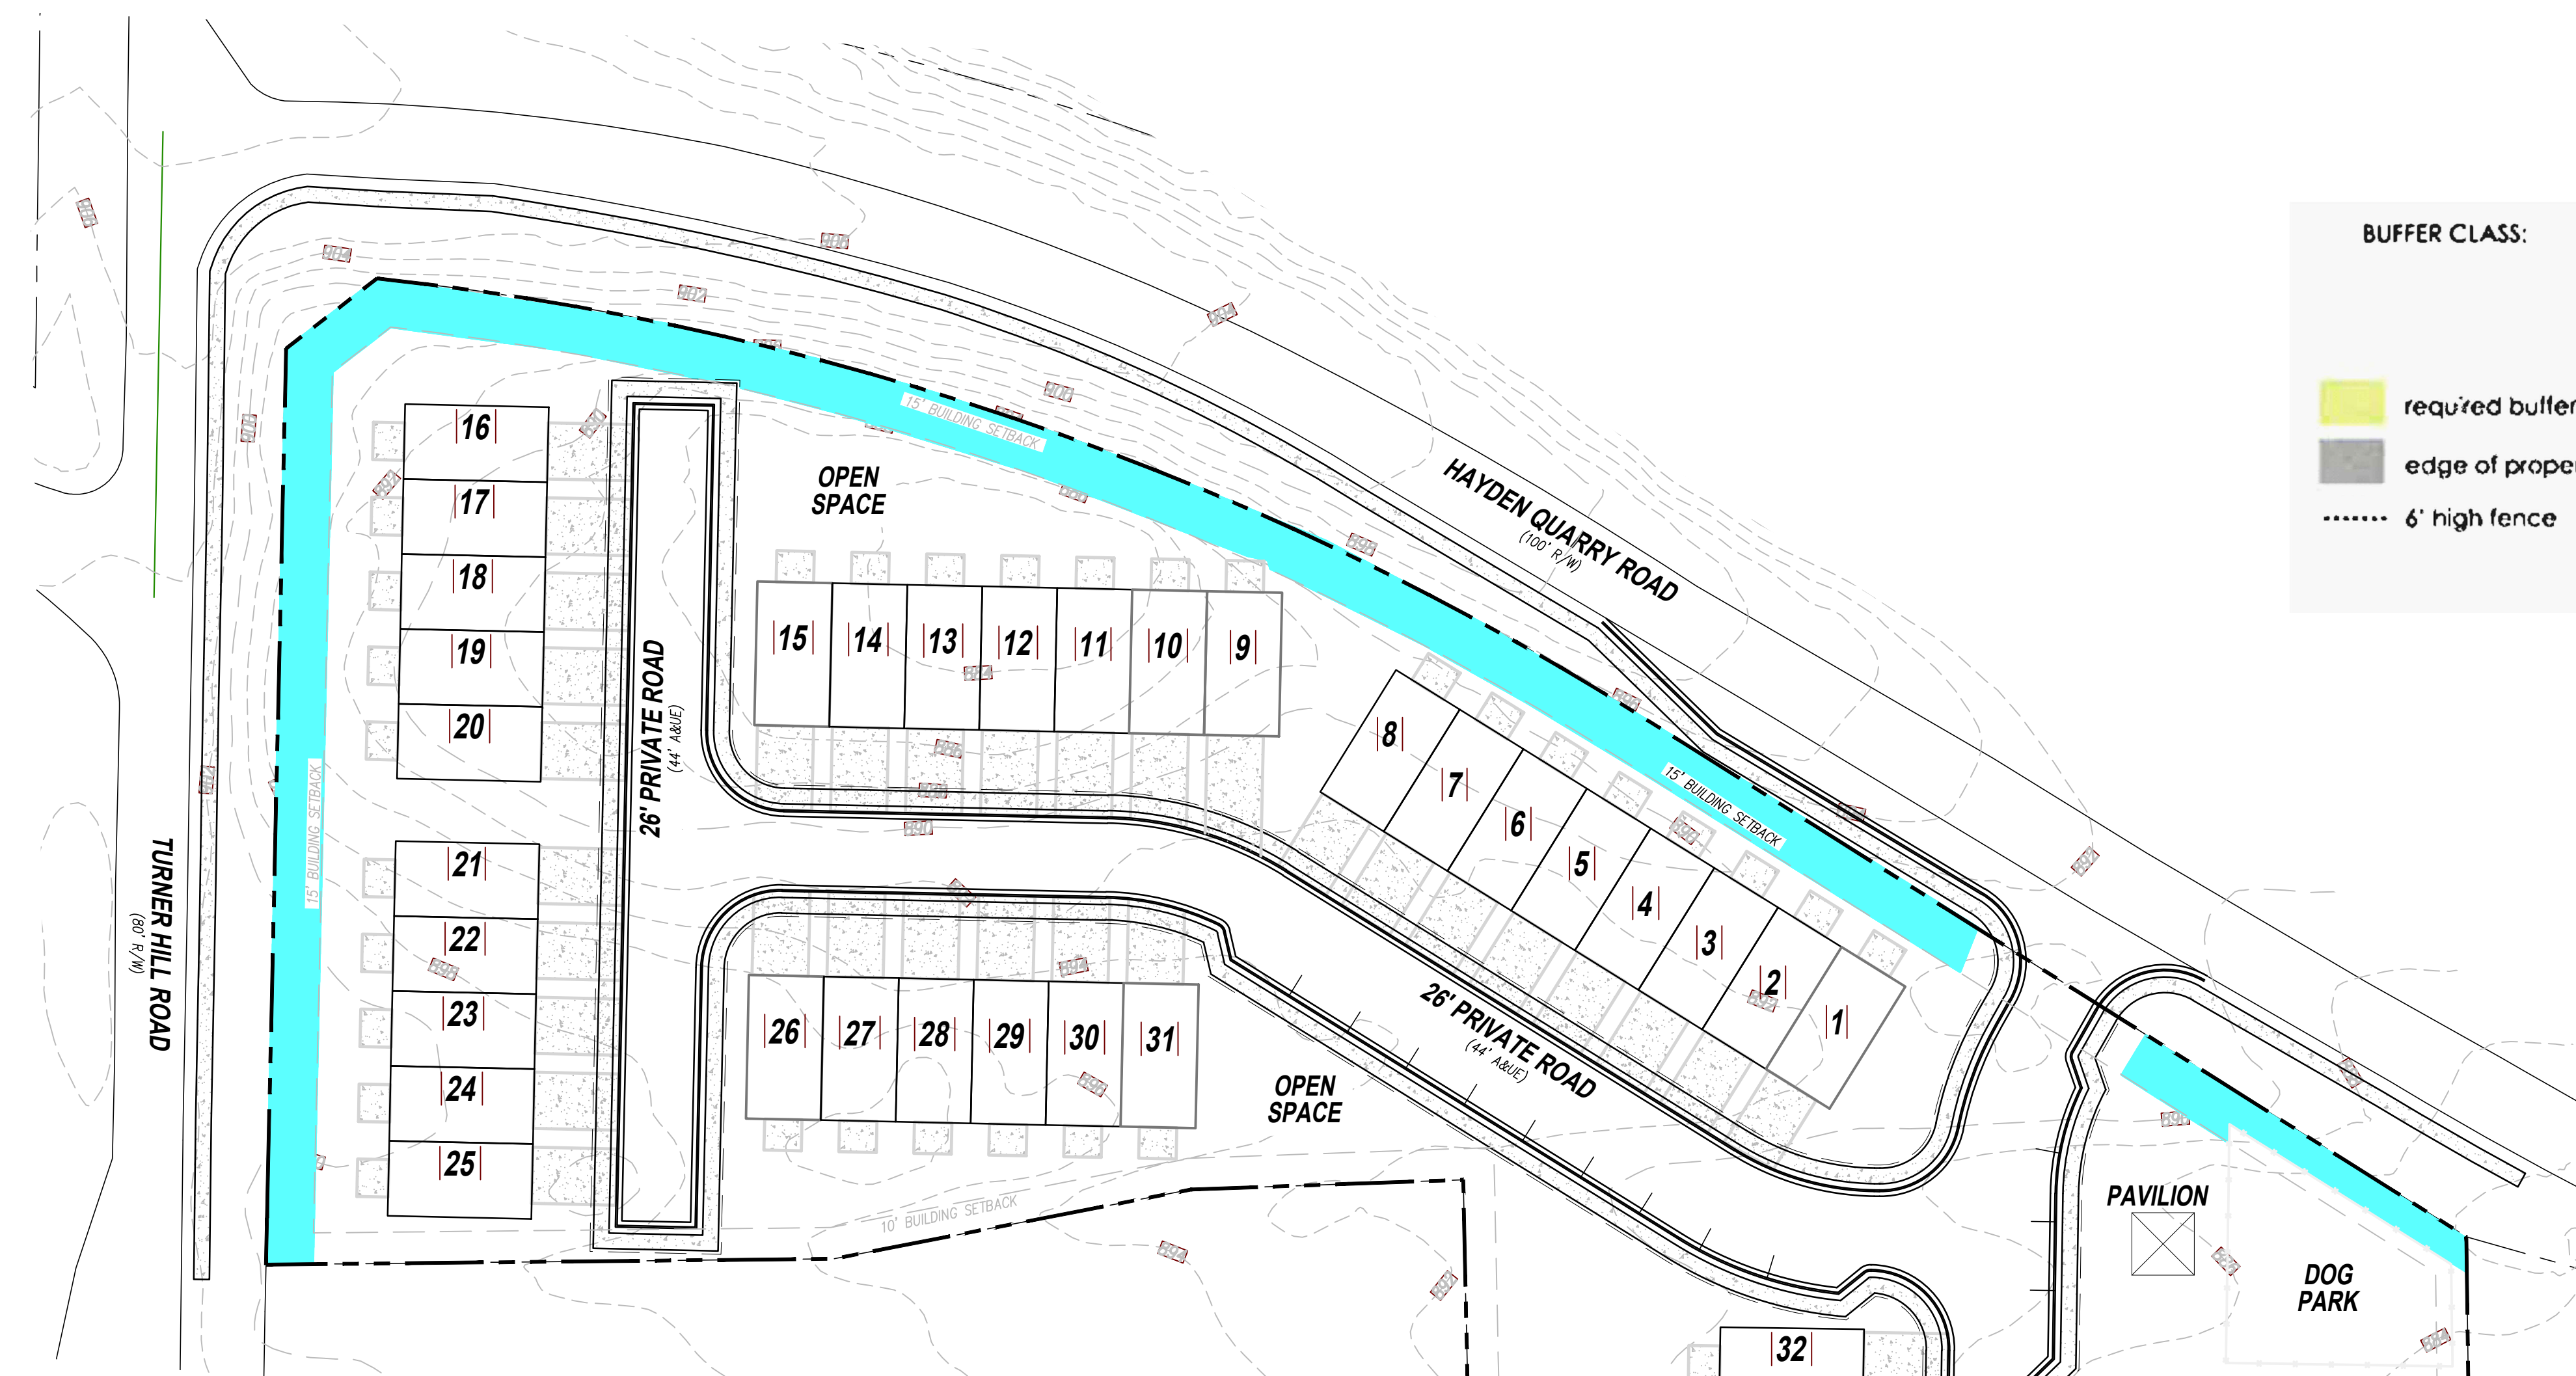 BUFFER CLASS:
required buffer
edge of proper
6' high fence
HAYDEN QUARRY ROAD
(100' R/W)
15' BUILDING SETBACK
OPEN
SPACE
16
17
18
19
20
15
14
13
12
11
10
9
8
7
6
5
4
3
2
1
15' BUILDING SETBACK
26' PRIVATE ROAD
(44' A&UE)
15' BUILDING SETBACK
TURNER HILL ROAD
(80' R/W)
21
22
23
24
25
26
27
28
29
30
31
26' PRIVATE ROAD
(44' A&UE)
OPEN
SPACE
10' BUILDING SETBACK
PAVILION
DOG
PARK
32